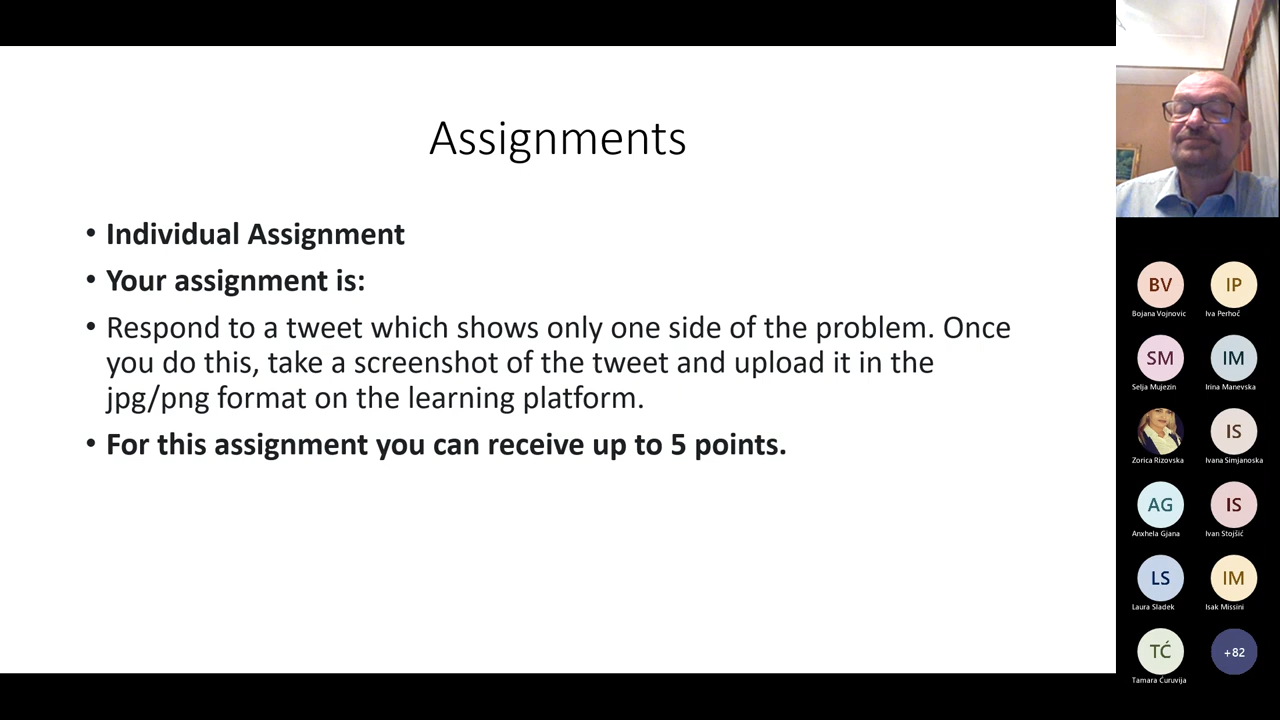 Assignments
• Individual Assignment
• Your assignment is:
• Respond to a tweet which shows only one side of the problem. Once
you do this, take a screenshot of the tweet and upload it in the
jpg/png format on the learning platform.
• For this assignment you can receive up to 5 points.
BV
IP
Bojana Vojnovic
Iva Perhoč
SM
IM
Selja Mujezin
Irina Manevska
IS
Zorica Rizovska
Ivana Simjanoska
AG
IS
Anxhela Gjana
Ivan Stojšić
LS
IM
Laura Sladek
Isak Missini
TĆ
+82
Tamara Ćuruvija